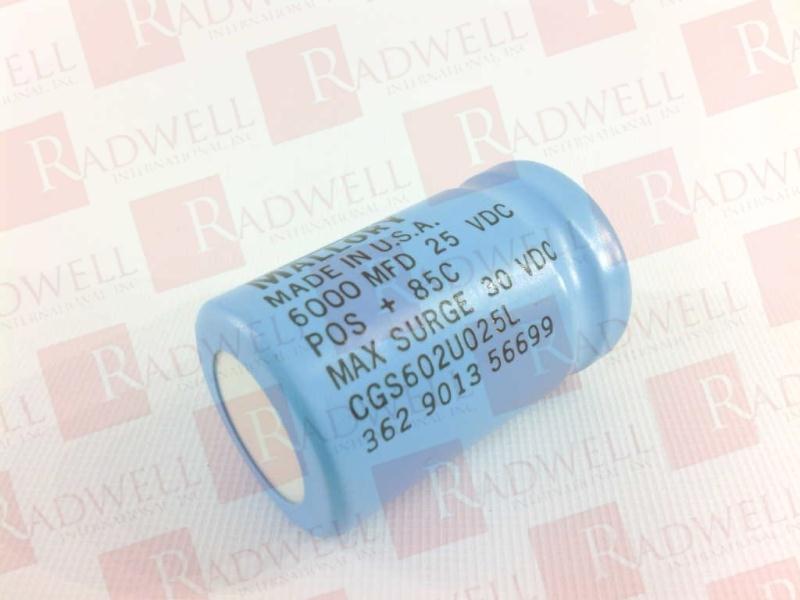 MALLORY
MADE IN U.S.A.
6000 MFD 25 VDC
POS + 85C
MAX SURGE 30 VDC
CGS602U025L
362 9013 56699
RADWELL
INTERNATIONAL, INC.